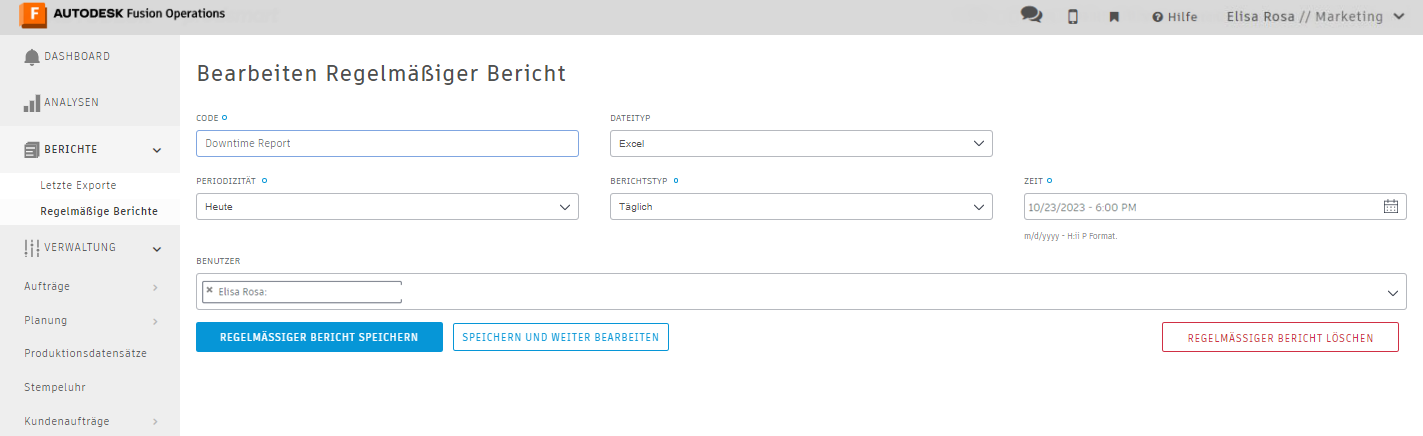 F AUTODESK Fusion Operations
Hilfe
Elisa Rosa // Marketing
DASHBOARD
ANALYSEN
BERICHTE
Letzte Exporte
Regelmäßige Berichte
VERWALTUNG
Aufträge
Planung
Produktionsdatensätze
Stempeluhr
Kundenaufträge
Bearbeiten Regelmäßiger Bericht
CODE
Downtime Report
DATEITYP
Excel
PERIODIZITÄT
Heute
BERICHTSTYP
Täglich
ZEIT
10/23/2023 - 6:00 PM
m/d/yyyy - H:ii P Format.
BENUTZER
× Elisa Rosa:
REGELMÄSSIGER BERICHT SPEICHERN
SPEICHERN UND WEITER BEARBEITEN
REGELMÄSSIGER BERICHT LÖSCHEN